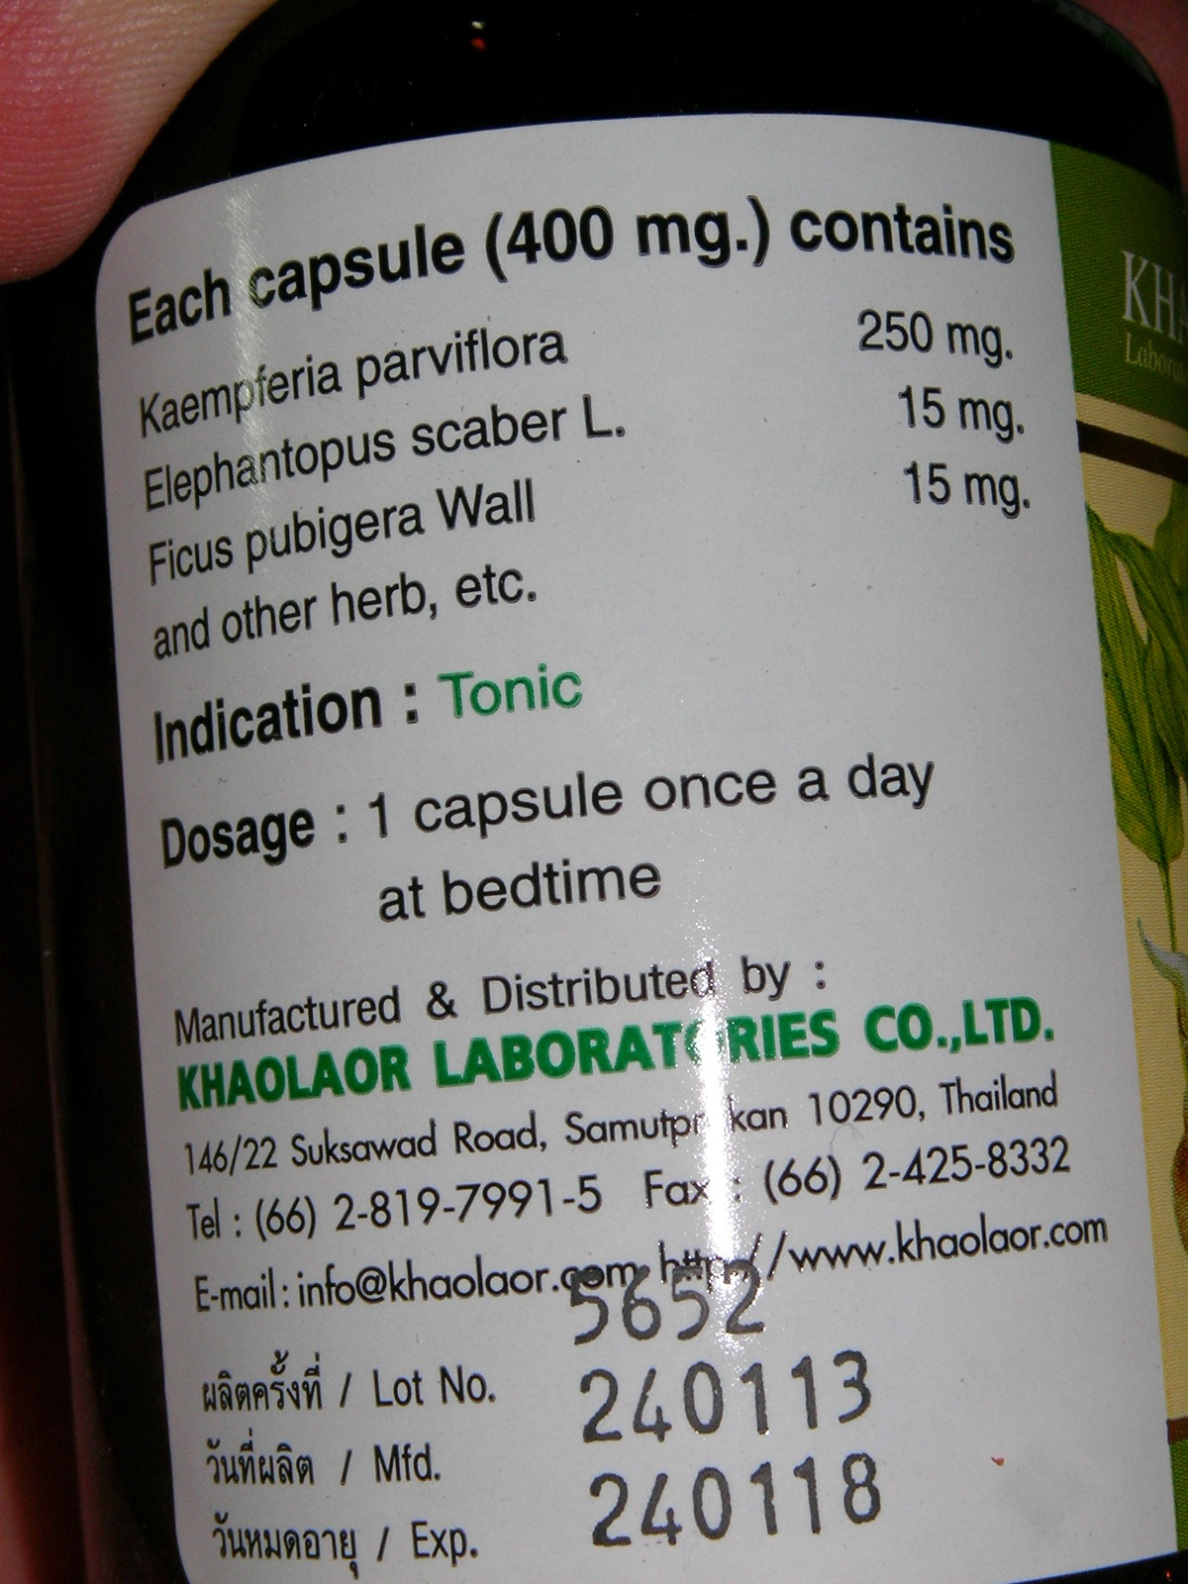 Each capsule (400 mg.) contains
Kaempferia parviflora 250 mg.
Elephantopus scaber L. 15 mg.
Ficus pubigera Wall 15 mg.
and other herb, etc.
Indication : Tonic
Dosage : 1 capsule once a day
at bedtime
Manufactured & Distributed by :
KHAOLAOR LABORATORIES CO.,LTD.
146/22 Suksawad Road, Samutprakan 10290, Thailand
Tel : (66) 2-819-7991-5 Fax : (66) 2-425-8332
E-mail : info@khaolaor.com, http://www.khaolaor.com
5652
ผลิตครั้งที่ / Lot No. 240113
วันที่ผลิต / Mfd. 240118
วันหมดอายุ / Exp.